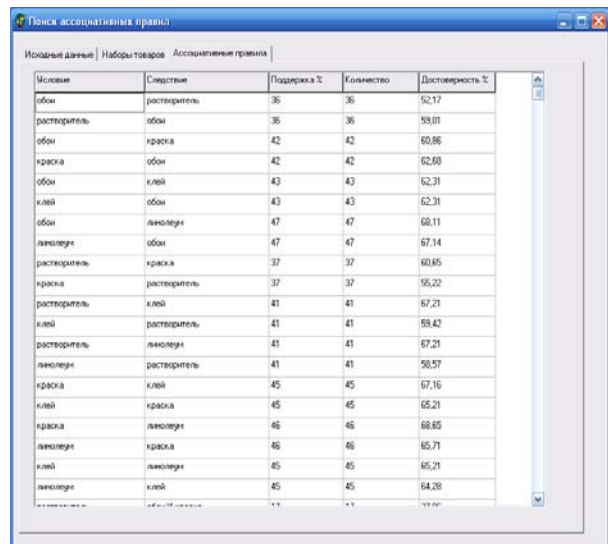 Поиск ассоциативных правил
Исходные данные Наборы товаров Ассоциативные правила
Условие Следствие Поддержка % Количество Достоверность %
обои растворитель 36 36 52,17
растворитель обои 36 36 59,01
обои краска 42 42 60,86
краска обои 42 42 62,68
обои клей 43 43 62,31
клей обои 43 43 62,31
обои линолеум 47 47 68,11
линолеум обои 47 47 67,14
растворитель краска 37 37 60,65
краска растворитель 37 37 55,22
растворитель клей 41 41 67,21
клей растворитель 41 41 59,42
растворитель линолеум 41 41 67,21
линолеум растворитель 41 41 58,57
краска клей 45 45 67,16
клей краска 45 45 65,21
краска линолеум 46 46 68,65
линолеум краска 46 46 65,71
клей линолеум 45 45 65,21
линолеум клей 45 45 64,28